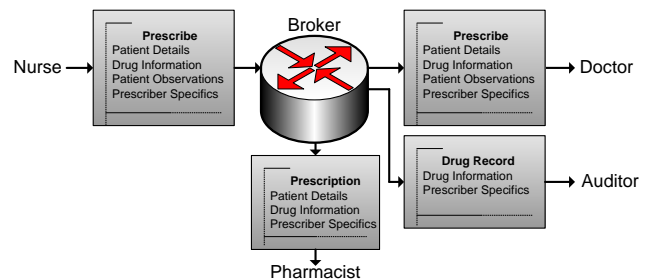 Broker
Nurse
Prescribe
Patient Details
Drug Information
Patient Observations
Prescriber Specifics
Prescribe
Patient Details
Drug Information
Patient Observations
Prescriber Specifics
Doctor
Drug Record
Drug Information
Prescriber Specifics
Auditor
Prescription
Patient Details
Drug Information
Prescriber Specifics
Pharmacist